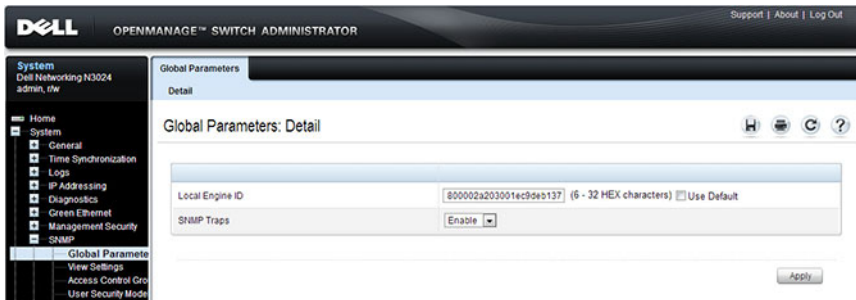 Support | About | Log Out
DELL OPENMANAGE™ SWITCH ADMINISTRATOR
System
Dell Networking N3024
admin, r/w
Home
System
General
Time Synchronization
Logs
IP Addressing
Diagnostics
Green Ethernet
Management Security
SNMP
Global Paramete
View Settings
Access Control Gro
User Security Mode
Global Parameters
Detail
Global Parameters: Detail
Local Engine ID 800002a203001ec9deb137 (6 - 32 HEX characters) Use Default
SNMP Traps Enable
Apply